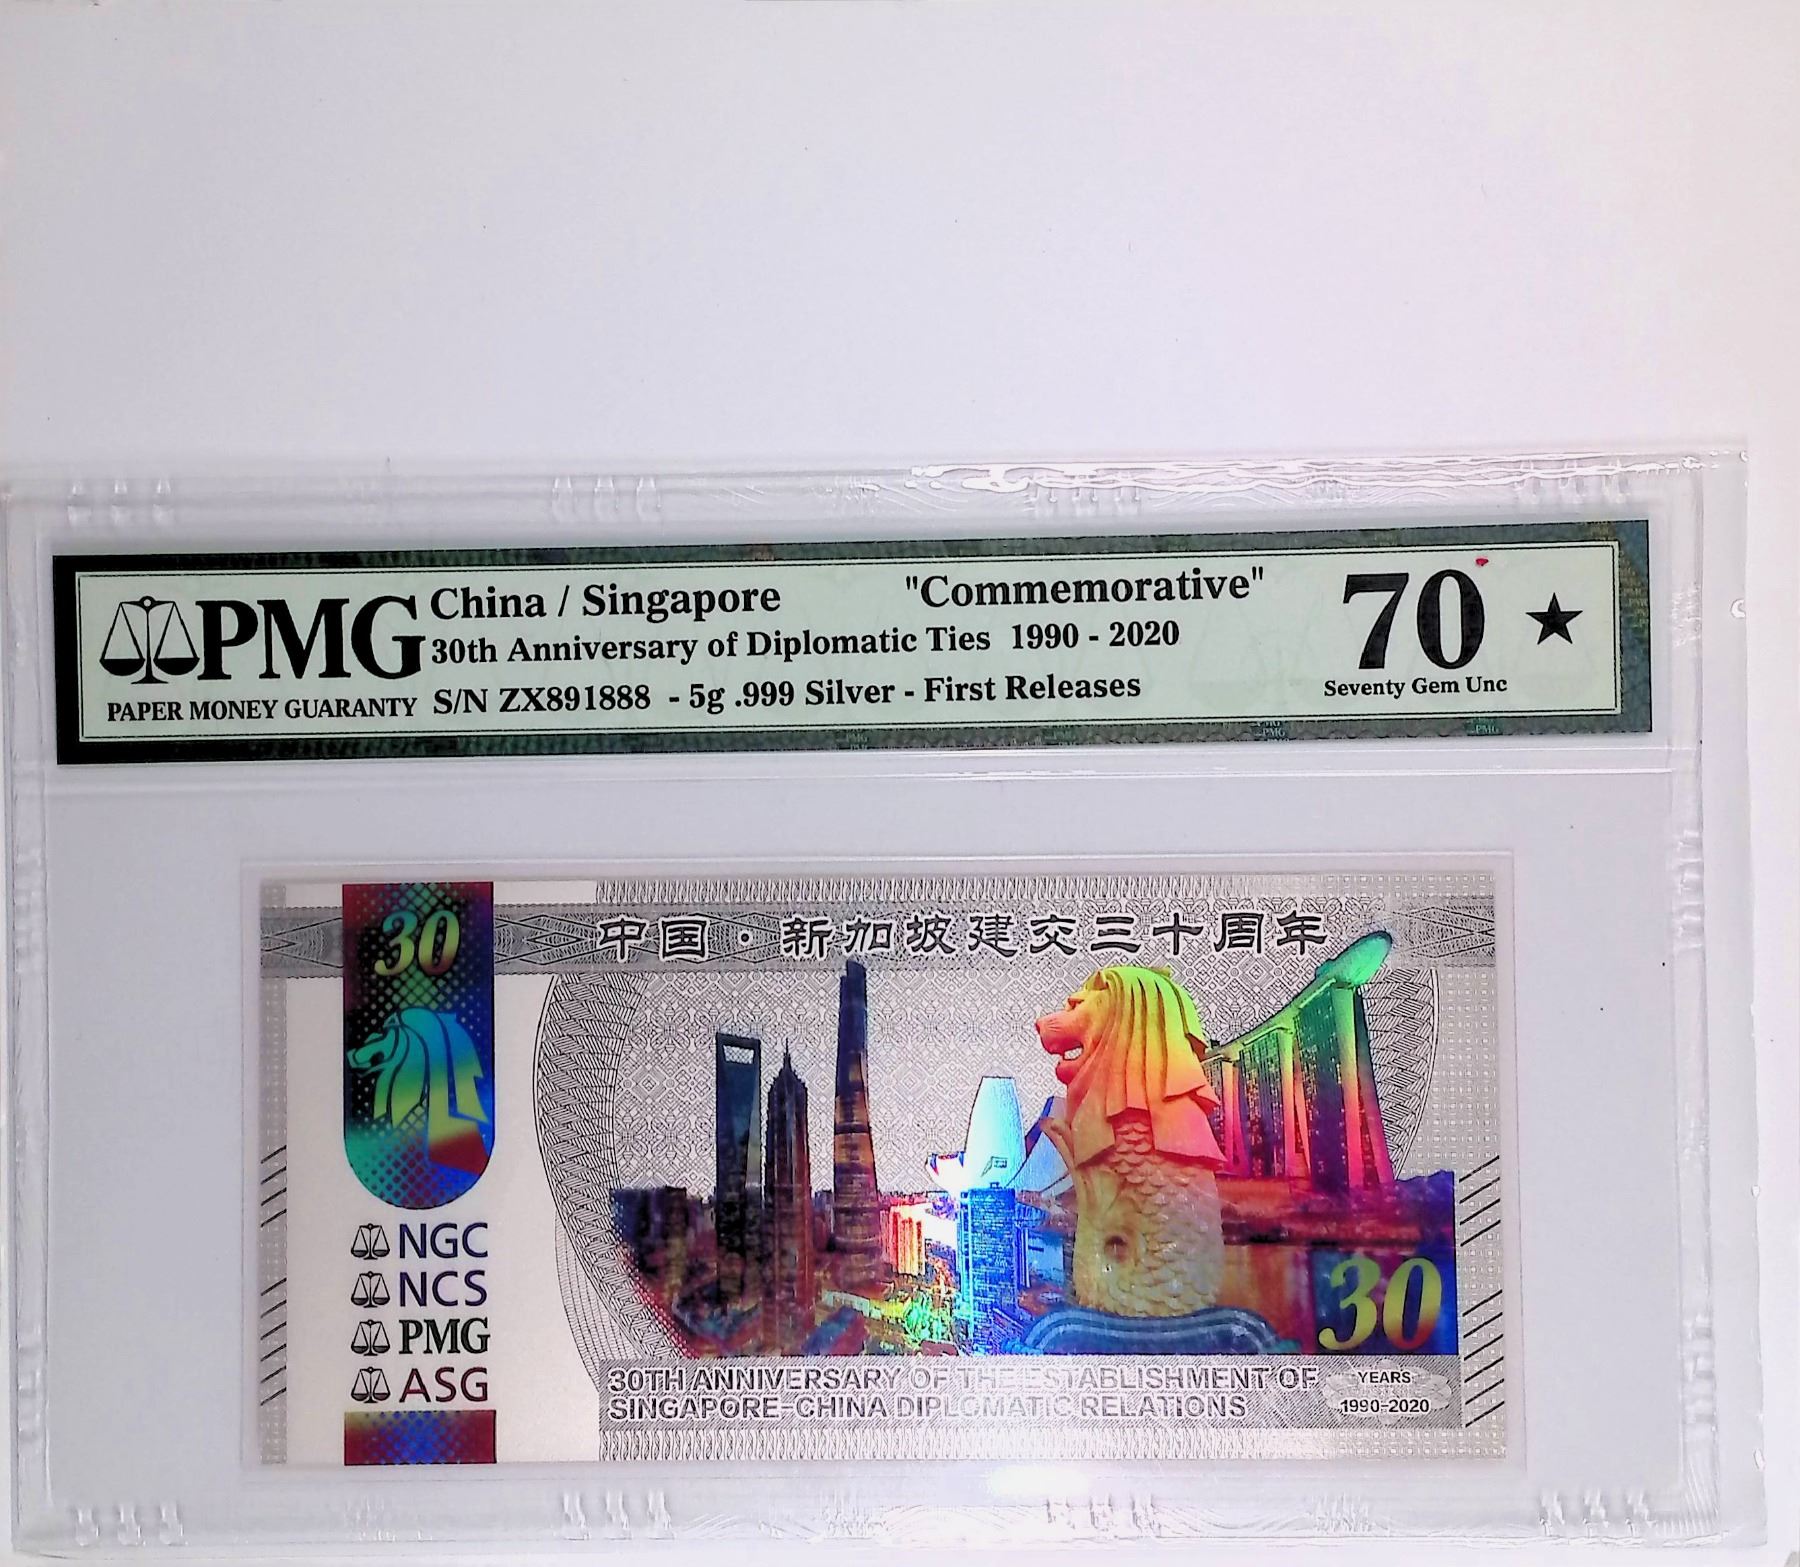 China / Singapore "Commemorative"
PMG 30th Anniversary of Diplomatic Ties 1990 - 2020
PAPER MONEY GUARANTY S/N ZX891888 - 5g .999 Silver - First Releases
70 ★
Seventy Gem Unc
30
中国·新加坡建交三十周年
NGC
NCS
PMG
ASG
30
30TH ANNIVERSARY OF THE ESTABLISHMENT OF
SINGAPORE-CHINA DIPLOMATIC RELATIONS
YEARS
1990-2020